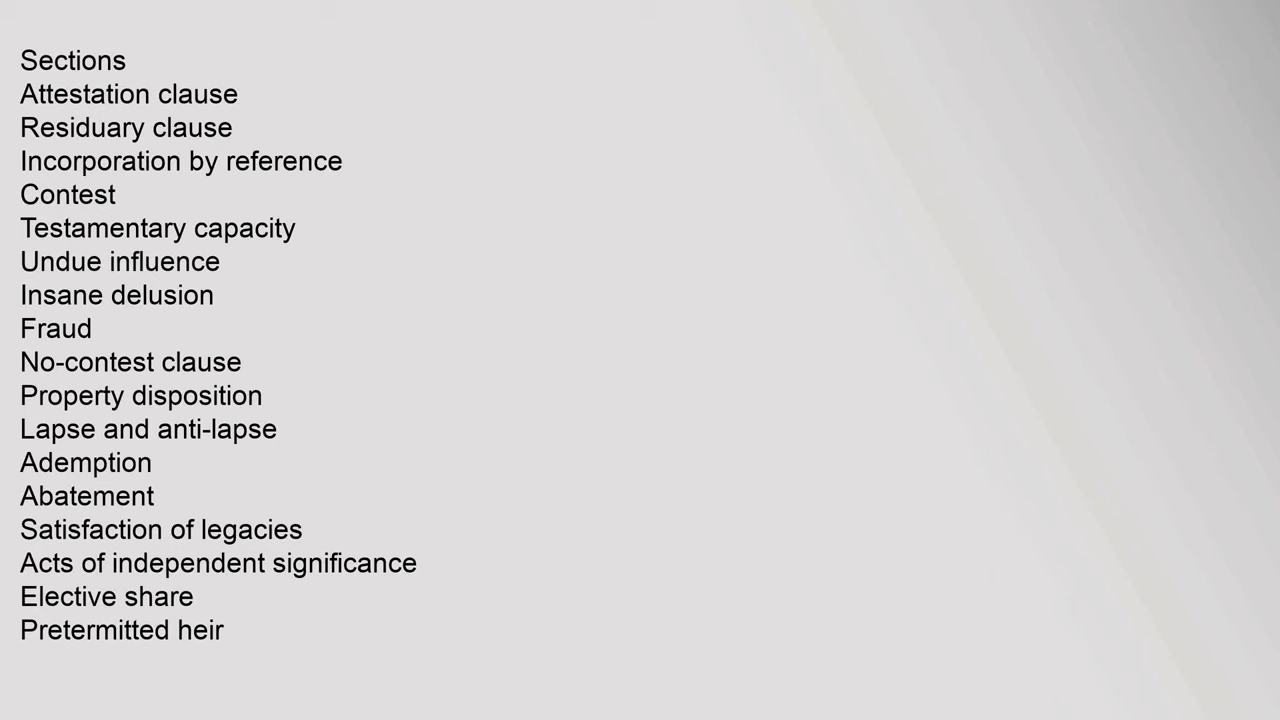 Sections
Attestation clause
Residuary clause
Incorporation by reference
Contest
Testamentary capacity
Undue influence
Insane delusion
Fraud
No-contest clause
Property disposition
Lapse and anti-lapse
Ademption
Abatement
Satisfaction of legacies
Acts of independent significance
Elective share
Pretermitted heir